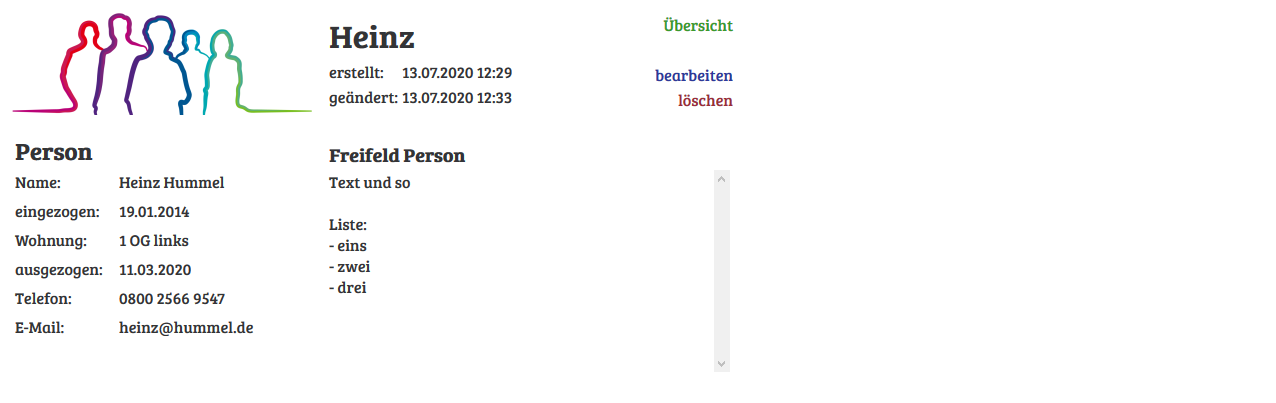 Heinz
erstellt: 13.07.2020 12:29
geändert: 13.07.2020 12:33
Übersicht
bearbeiten
löschen
Person
Name: Heinz Hummel
eingezogen: 19.01.2014
Wohnung: 1 OG links
ausgezogen: 11.03.2020
Telefon: 0800 2566 9547
E-Mail: heinz@hummel.de
Freifeld Person
Text und so
Liste:
- eins
- zwei
- drei